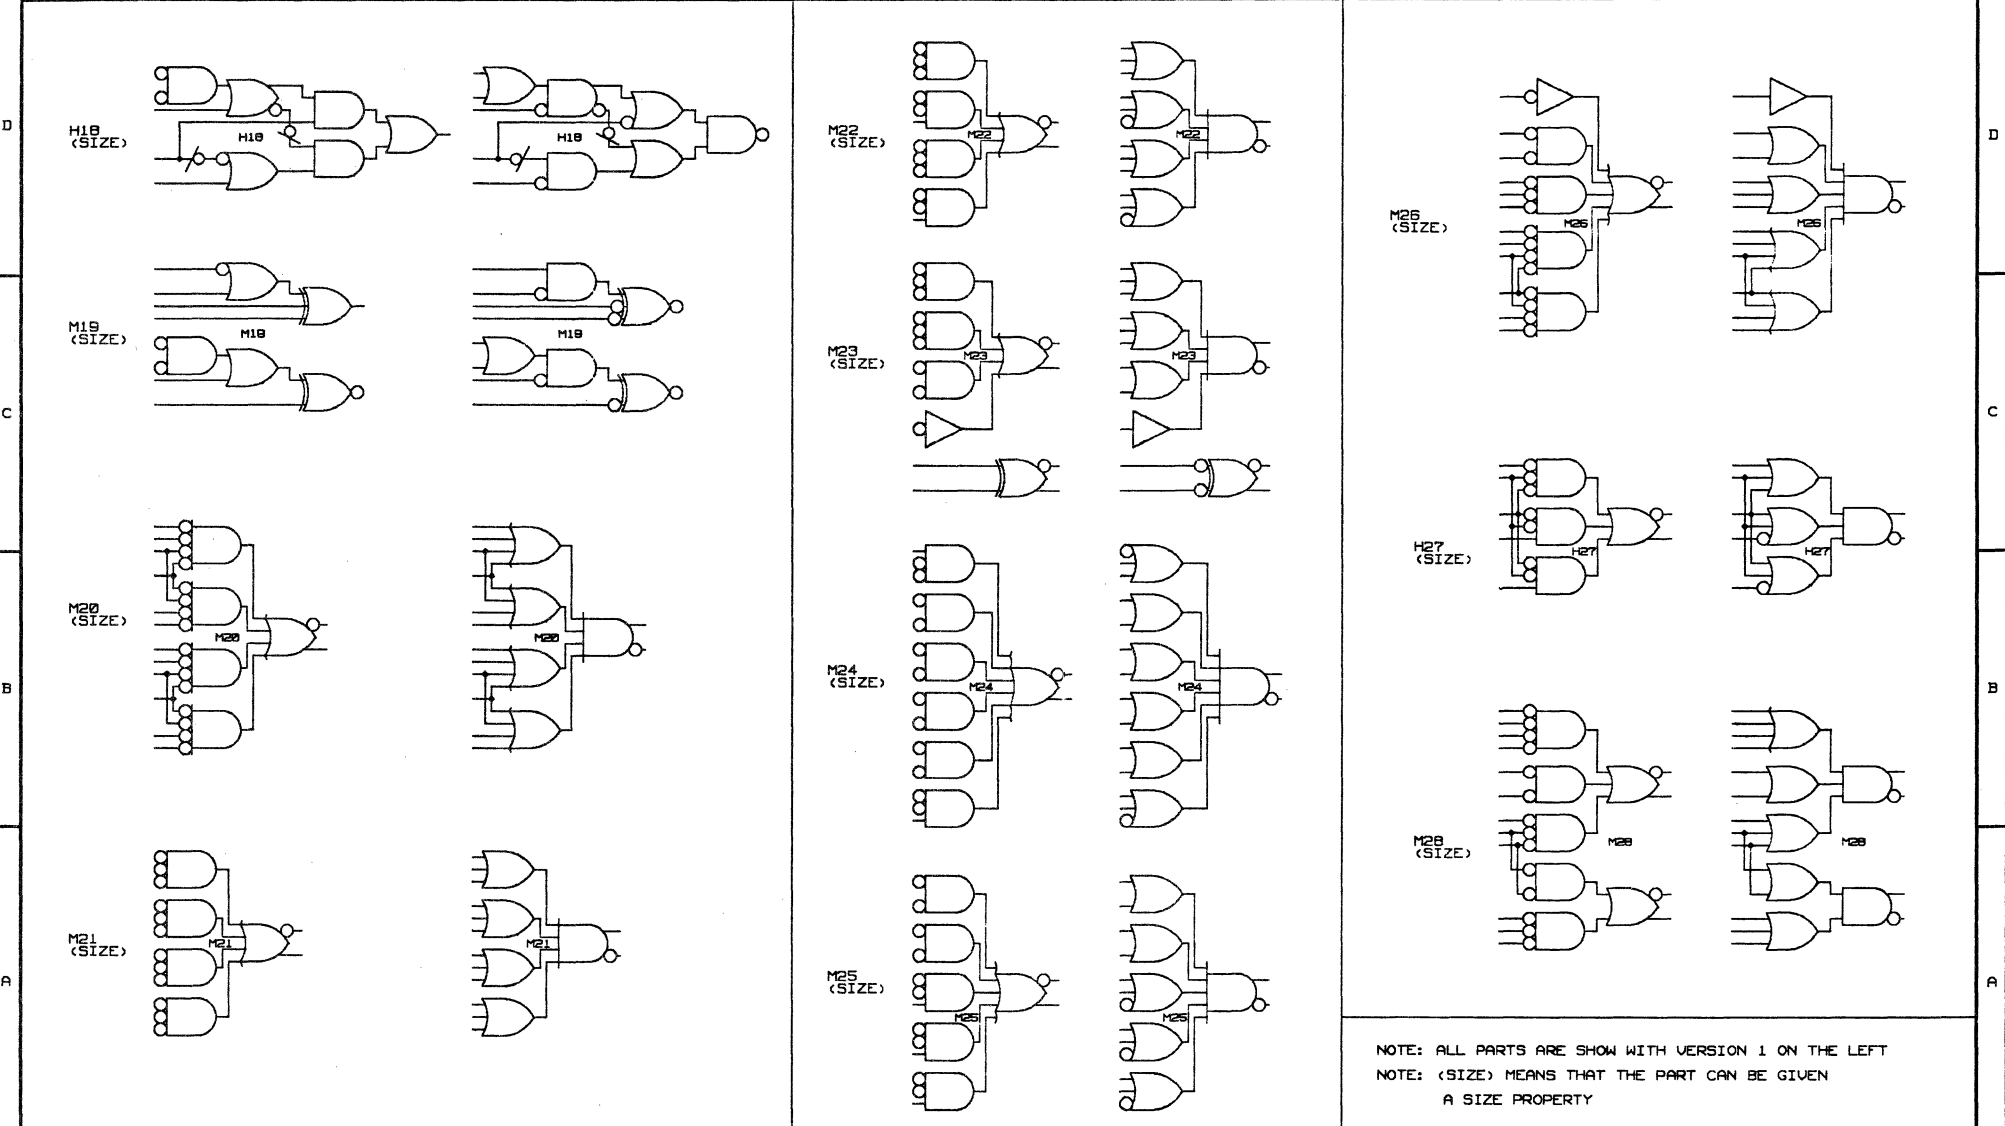 D
H18
(SIZE)
H18
H18
M19
(SIZE)
M19
M19
C
M20
(SIZE)
M20
M20
B
M21
(SIZE)
M21
M21
A
M22
(SIZE)
M22
M22
M23
(SIZE)
M23
M23
M24
(SIZE)
M24
M24
M25
(SIZE)
M25
M25
M26
(SIZE)
M26
M26
H27
(SIZE)
H27
H27
M28
(SIZE)
M28
M28
D
C
B
A
NOTE: ALL PARTS ARE SHOW WITH VERSION 1 ON THE LEFT
NOTE: (SIZE) MEANS THAT THE PART CAN BE GIVEN
A SIZE PROPERTY